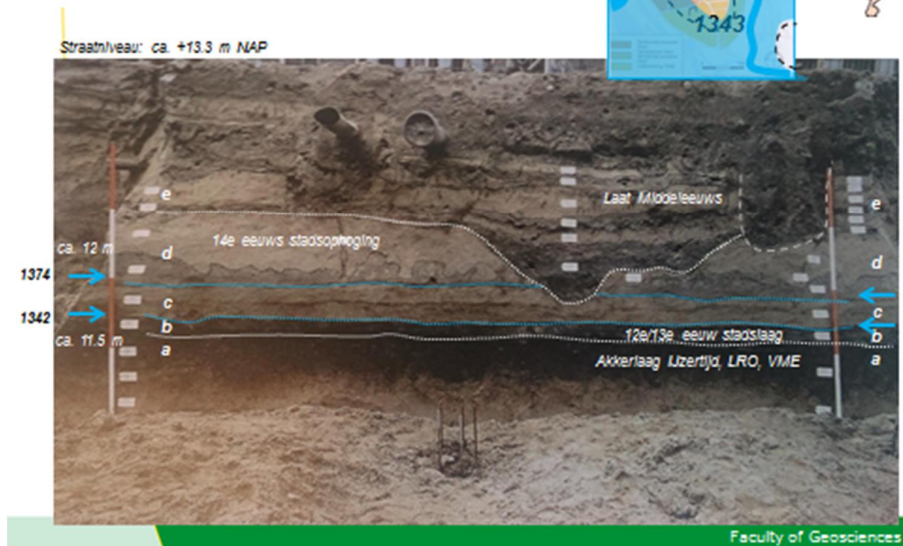 1343
Straatniveau: ca. +13.3 m NAP
e
Laat Middeleeuws
e
14e eeuws stadsophoging
ca. 12 m
d
d
1374
c
c
1342
b
12e/13e eeuw stadslaag
b
ca. 11.5 m
a
Akkerlaag IJzertijd, LRO, VME
a
Faculty of Geosciences